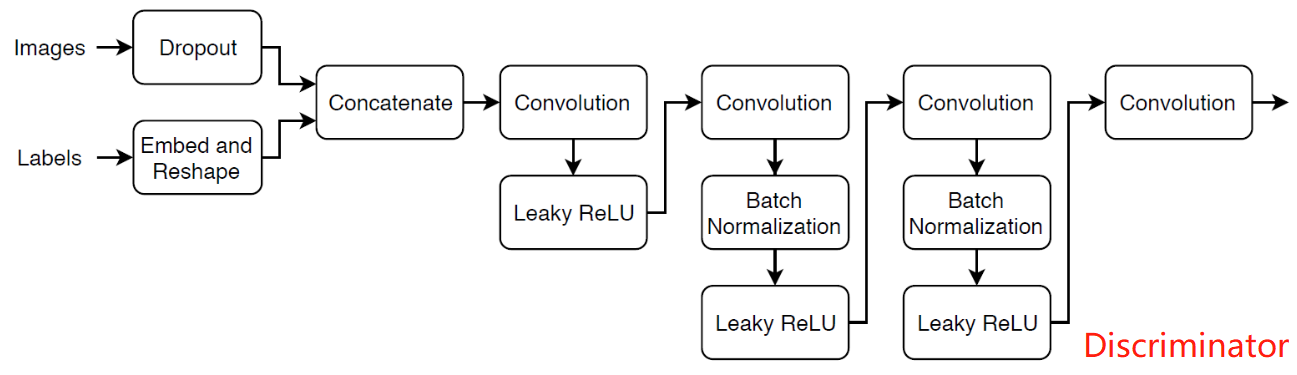 Images
Dropout
Labels
Embed and
Reshape
Concatenate
Convolution
Leaky ReLU
Convolution
Batch
Normalization
Leaky ReLU
Convolution
Batch
Normalization
Leaky ReLU
Convolution
Discriminator